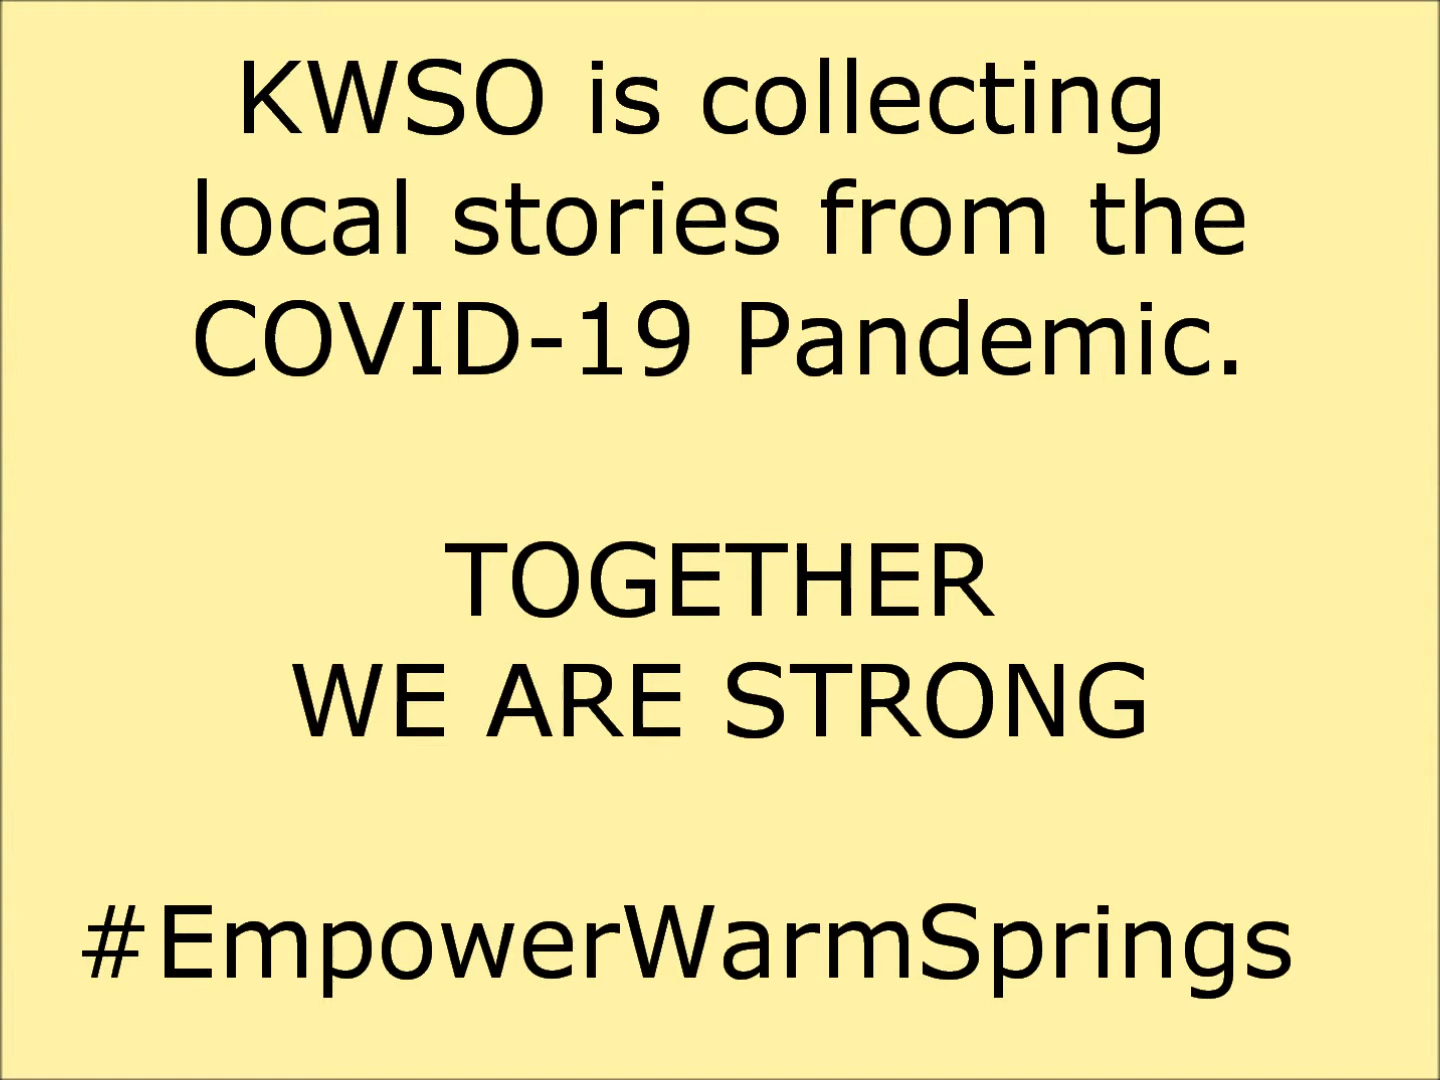 KWSO is collecting
local stories from the
COVID-19 Pandemic.
TOGETHER
WE ARE STRONG
#EmpowerWarmSprings